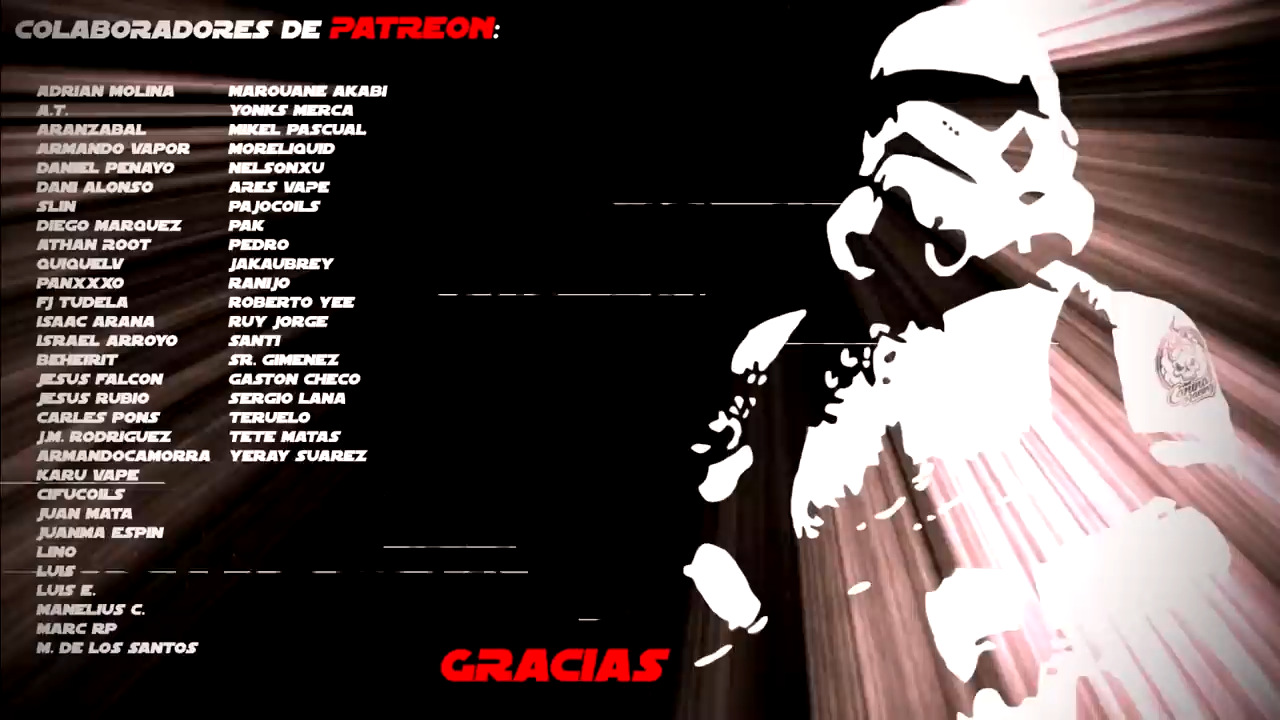 COLABORADORES DE PATREON:
ADRIAN MOLINA
A.T.
ARANZABAL
ARMANDO VAPOR
DANIEL PENAYO
DANI ALONSO
SLIN
DIEGO MARQUEZ
ATHAN ROOT
QUIQUELV
PANXXXO
FJ TUDELA
ISAAC ARANA
ISRAEL ARROYO
BEHEIRIT
JESUS FALCON
JESUS RUBIO
CARLES PONS
J.M. RODRIGUEZ
ARMANDOCAMORRA
KARU VAPE
CIFUCOILS
JUAN MATA
JUANMA ESPIN
LINO
LUIS
LUIS E.
MANELIUS C.
MARC RP
M. DE LOS SANTOS
MAROUANE AKABI
YONKS MERCA
MIKEL PASCUAL
MORELIQUID
NELSONXU
ARES VAPE
PAJOCOILS
PAK
PEDRO
JAKAUBREY
RANIJO
ROBERTO YEE
RUY JORGE
SANTI
SR. GIMENEZ
GASTON CHECO
SERGIO LANA
TERUELO
TETE MATAS
YERAY SUAREZ
GRACIAS